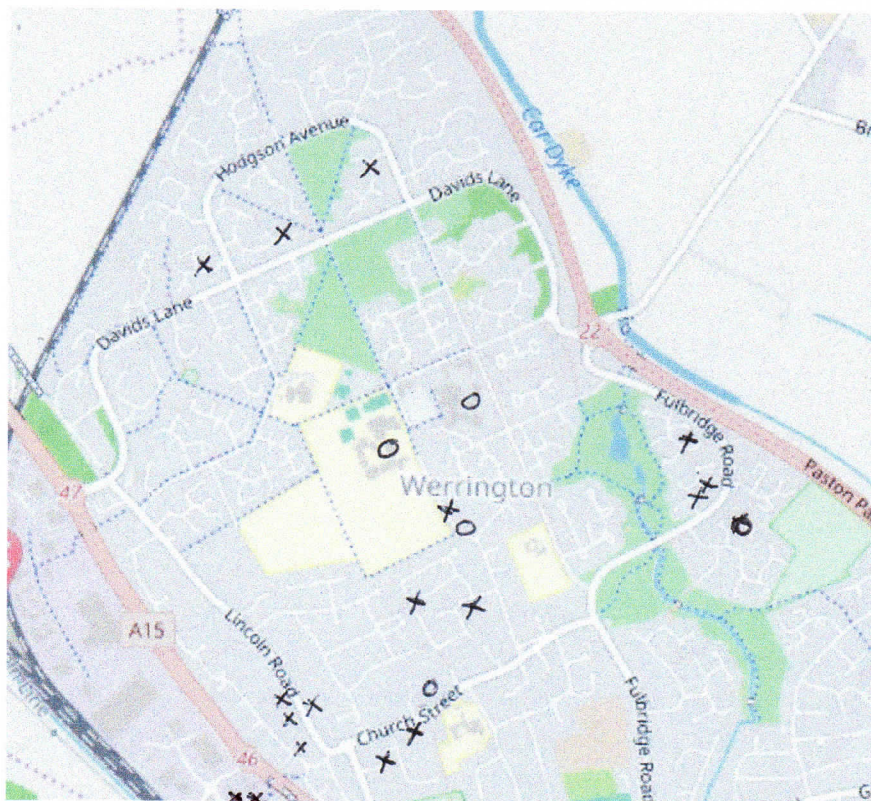 Car Dyke
Hodgson Avenue
Davids Lane
Davids Lane
22
Fulbridge Road
Paston Pa
47
Werrington
A15
Lincoln Road
Church Street
Fulbridge Road
46
G